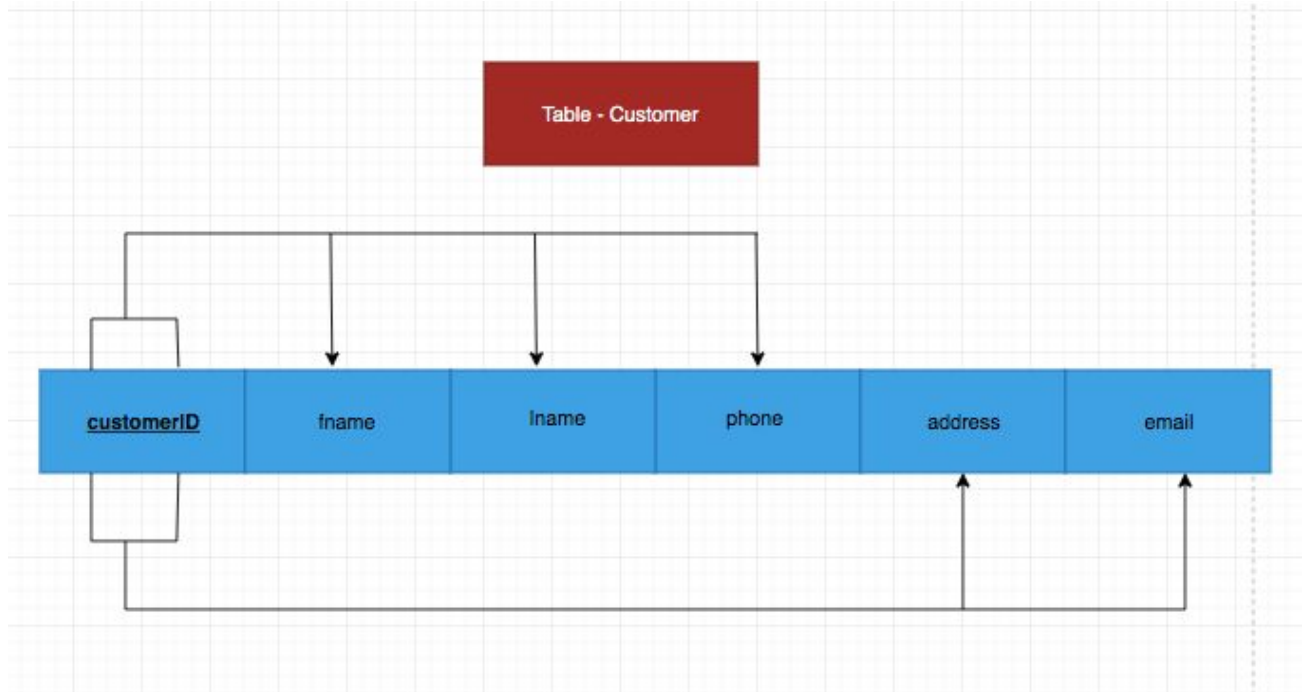 Table - Customer
customerID
fname
lname
phone
address
email